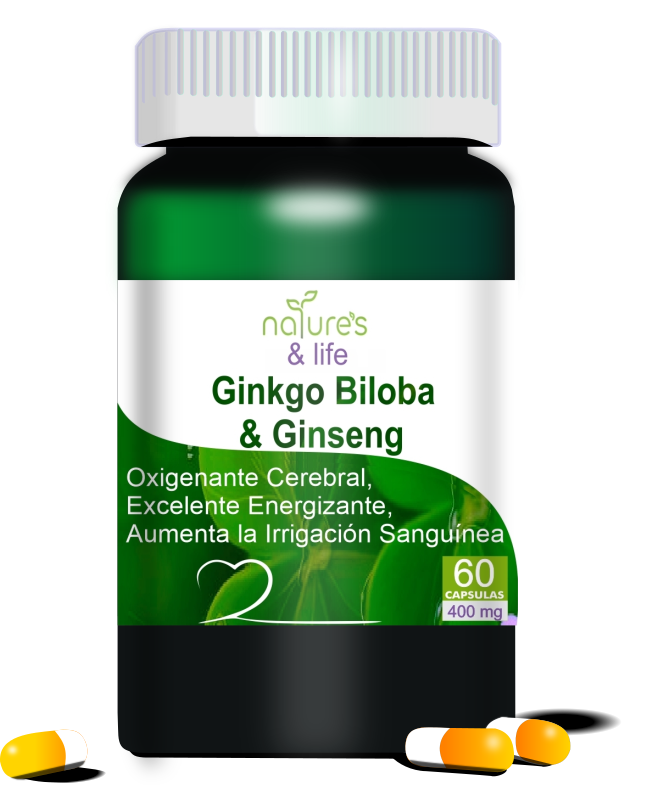 nature's
& life
Ginkgo Biloba
& Ginseng
Oxigenante Cerebral,
Excelente Energizante,
Aumenta la Irrigación Sanguínea
60
CAPSULAS
400 mg